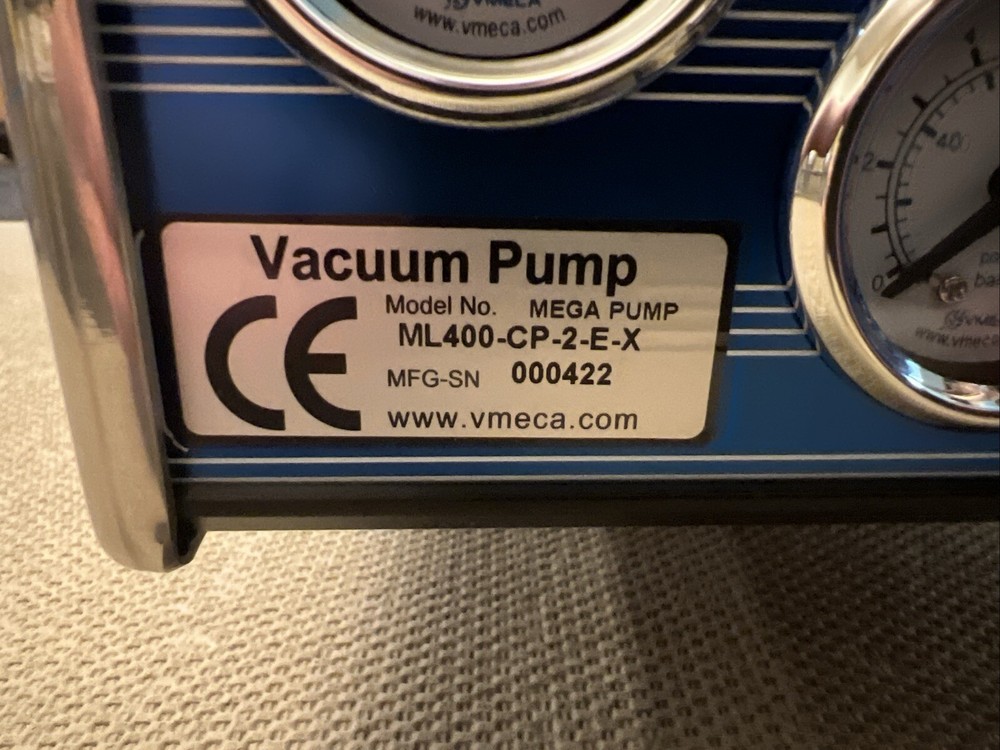 VMECA
www.vmeca.com
Vacuum Pump
CE
Model No. MEGA PUMP
ML400-CP-2-E-X
MFG-SN 000422
www.vmeca.com
40
2
0
www.vmeca